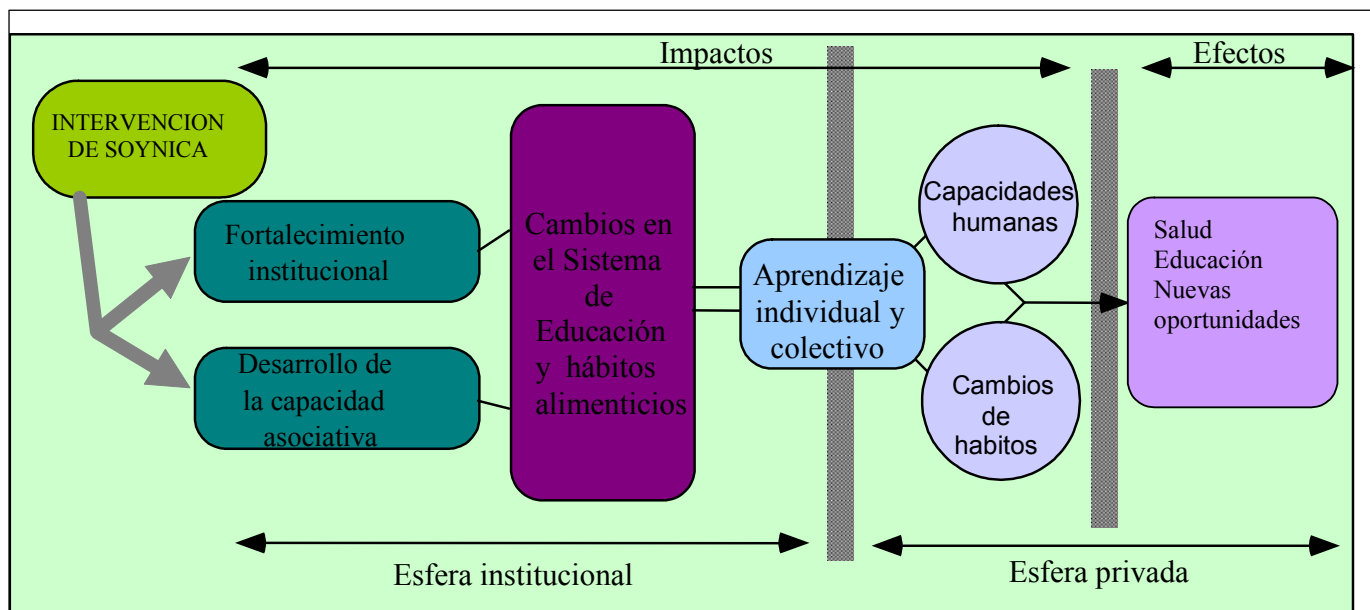 Impactos
Efectos
INTERVENCION
DE SOYNICA
Fortalecimiento
institucional
Desarrollo de
la capacidad
asociativa
Cambios en
el Sistema
de
Educación
y hábitos
alimenticios
Aprendizaje
individual y
colectivo
Capacidades
humanas
Cambios
de
habitos
Salud
Educación
Nuevas
oportunidades
Esfera institucional
Esfera privada